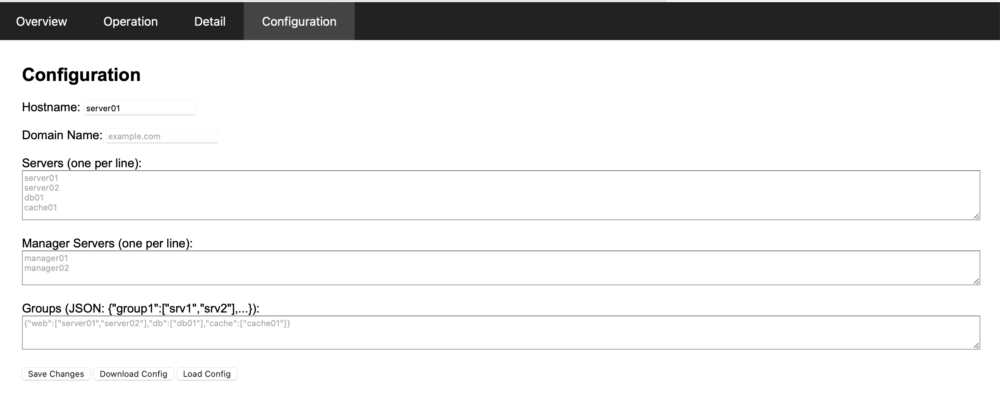 Overview Operation Detail Configuration
Configuration
Hostname: server01
Domain Name: example.com
Servers (one per line):
server01
server02
db01
cache01
Manager Servers (one per line):
manager01
manager02
Groups (JSON: {"group1":["srv1","srv2"],...}):
{"web":["server01","server02"],"db":["db01"],"cache":["cache01"]}
Save Changes Download Config Load Config